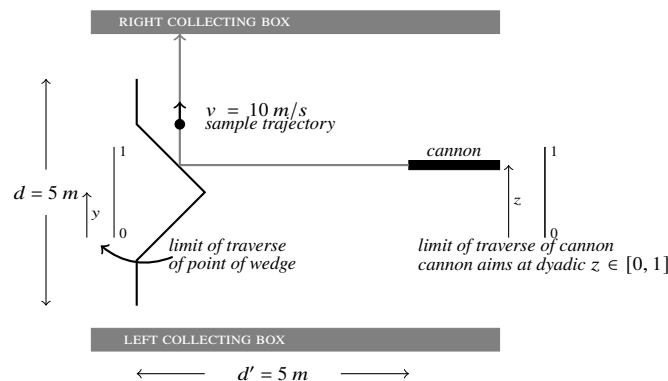 RIGHT COLLECTING BOX
v = 10 m/s
sample trajectory
cannon
1
1
d = 5 m
y
z
0
0
limit of traverse
of point of wedge
limit of traverse of cannon
cannon aims at dyadic z ∈ [0, 1]
LEFT COLLECTING BOX
d′ = 5 m